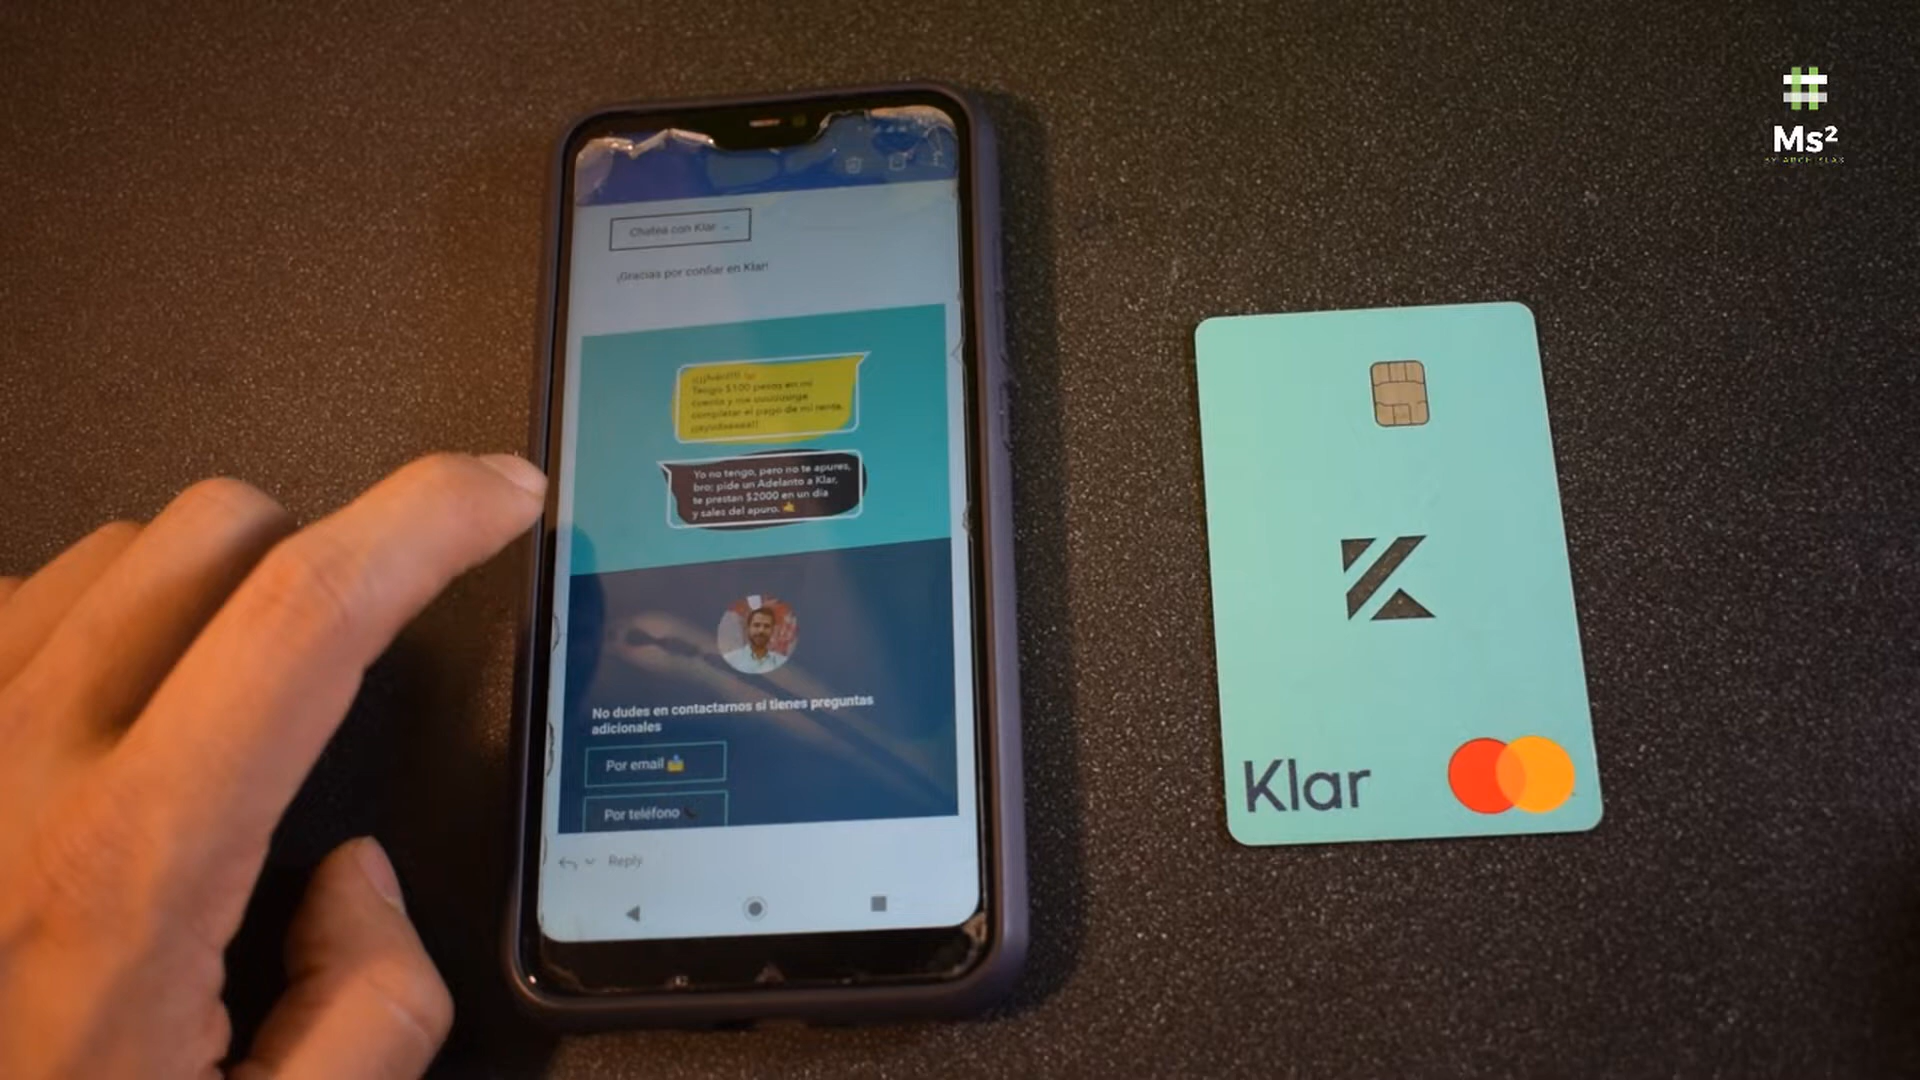 Ms²
BY ARCHISLAS
Chatea con Klar →
¡Gracias por confiar en Klar!
Tengo $100 pesos en mi
cuenta y me uuuuuurge
completar el pago de mi renta,
Yo no tengo, pero no te apures,
bro; pide un Adelanto a Klar,
te prestan $2000 en un día
y sales del apuro. 🤙
No dudes en contactarnos si tienes preguntas
adicionales
Por email 📩
Por teléfono 📞
Reply
Klar